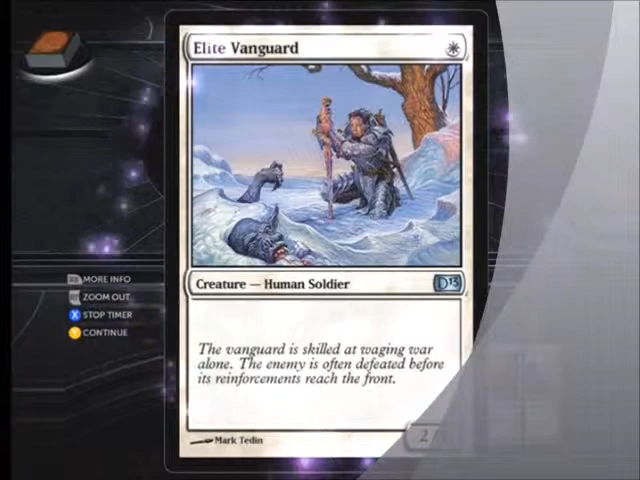 Elite Vanguard
MORE INFO
ZOOM OUT
X STOP TIMER
Y CONTINUE
Creature — Human Soldier
D13
The vanguard is skilled at waging war
alone. The enemy is often defeated before
its reinforcements reach the front.
Mark Tedin
2/